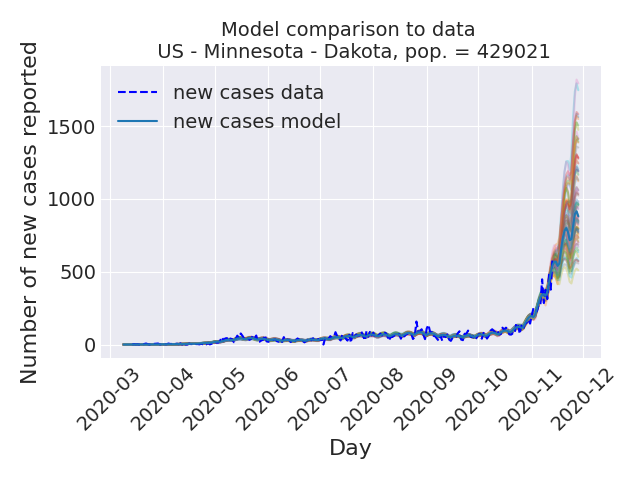 Model comparison to data
US - Minnesota - Dakota, pop. = 429021
new cases data
new cases model
Number of new cases reported
1500
1000
500
0
2020-03
2020-04
2020-05
2020-06
2020-07
2020-08
2020-09
2020-10
2020-11
2020-12
Day